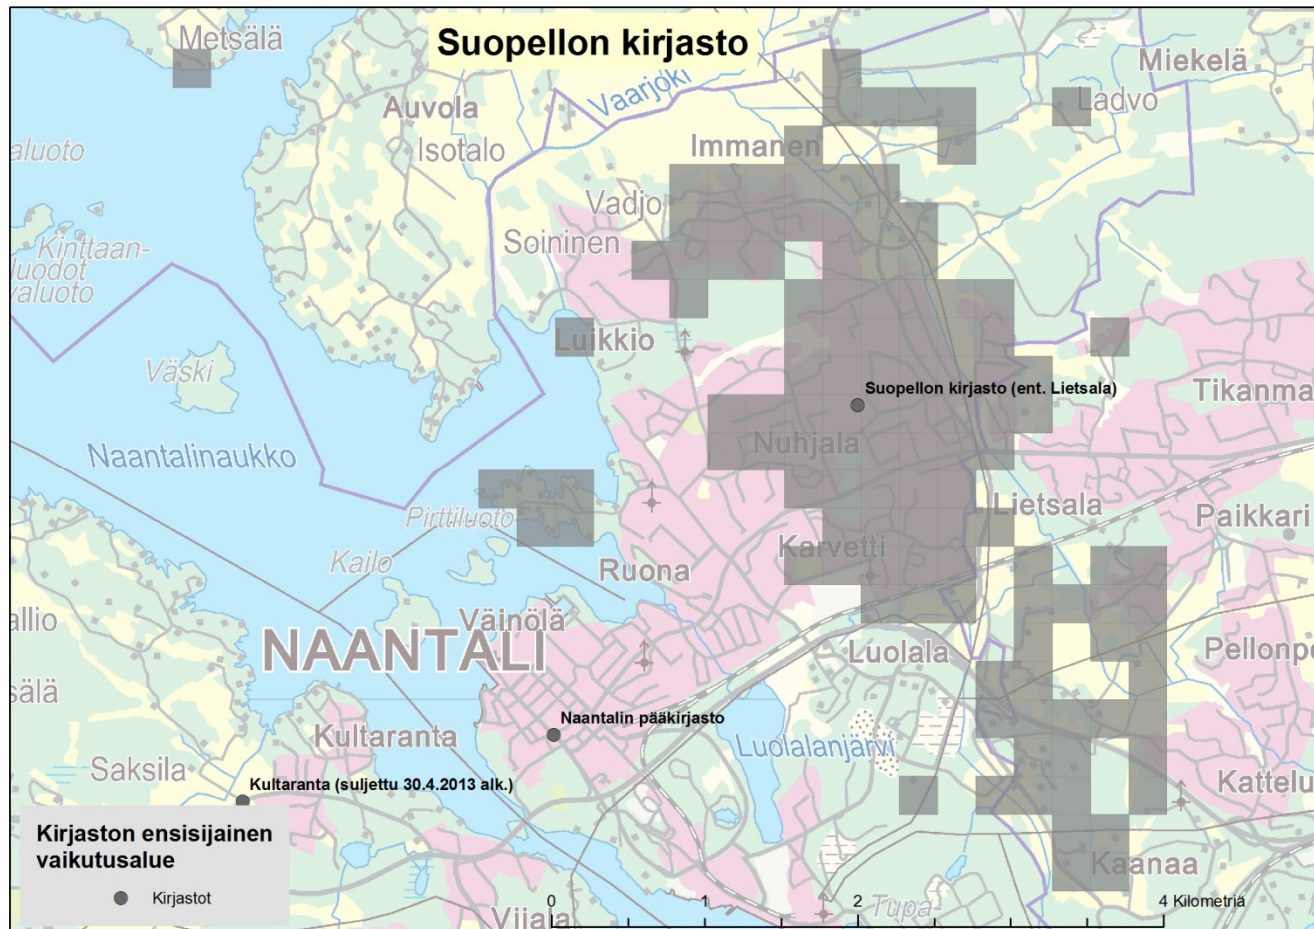 Metsälä
Suopellon kirjasto
Miekelä
Vaarjoki
Ladvo
Auvola
Isotalo
Immanen
aluoto
Vadjo
Kinttaan-
luodot
valuoto
Soininen
Luikkio
Väski
Suopellon kirjasto (ent. Lietsala)
Tikanma
Nuhjala
Naantalinaukko
Pirttiluoto
Lietsala
Paikkari
Kailo
Karvetti
Ruona
allio
Väinölä
NAANTALI
Luolala
Pellonpe
sälä
Naantalin pääkirjasto
Kultaranta
Luolalanjärvi
Saksila
Kultaranta (suljettu 30.4.2013 alk.)
Kattelu
Kirjaston ensisijainen
vaikutusalue
Kirjastot
Kaanaa
0 1 2 4 Kilometriä
Viiala
Tupa-